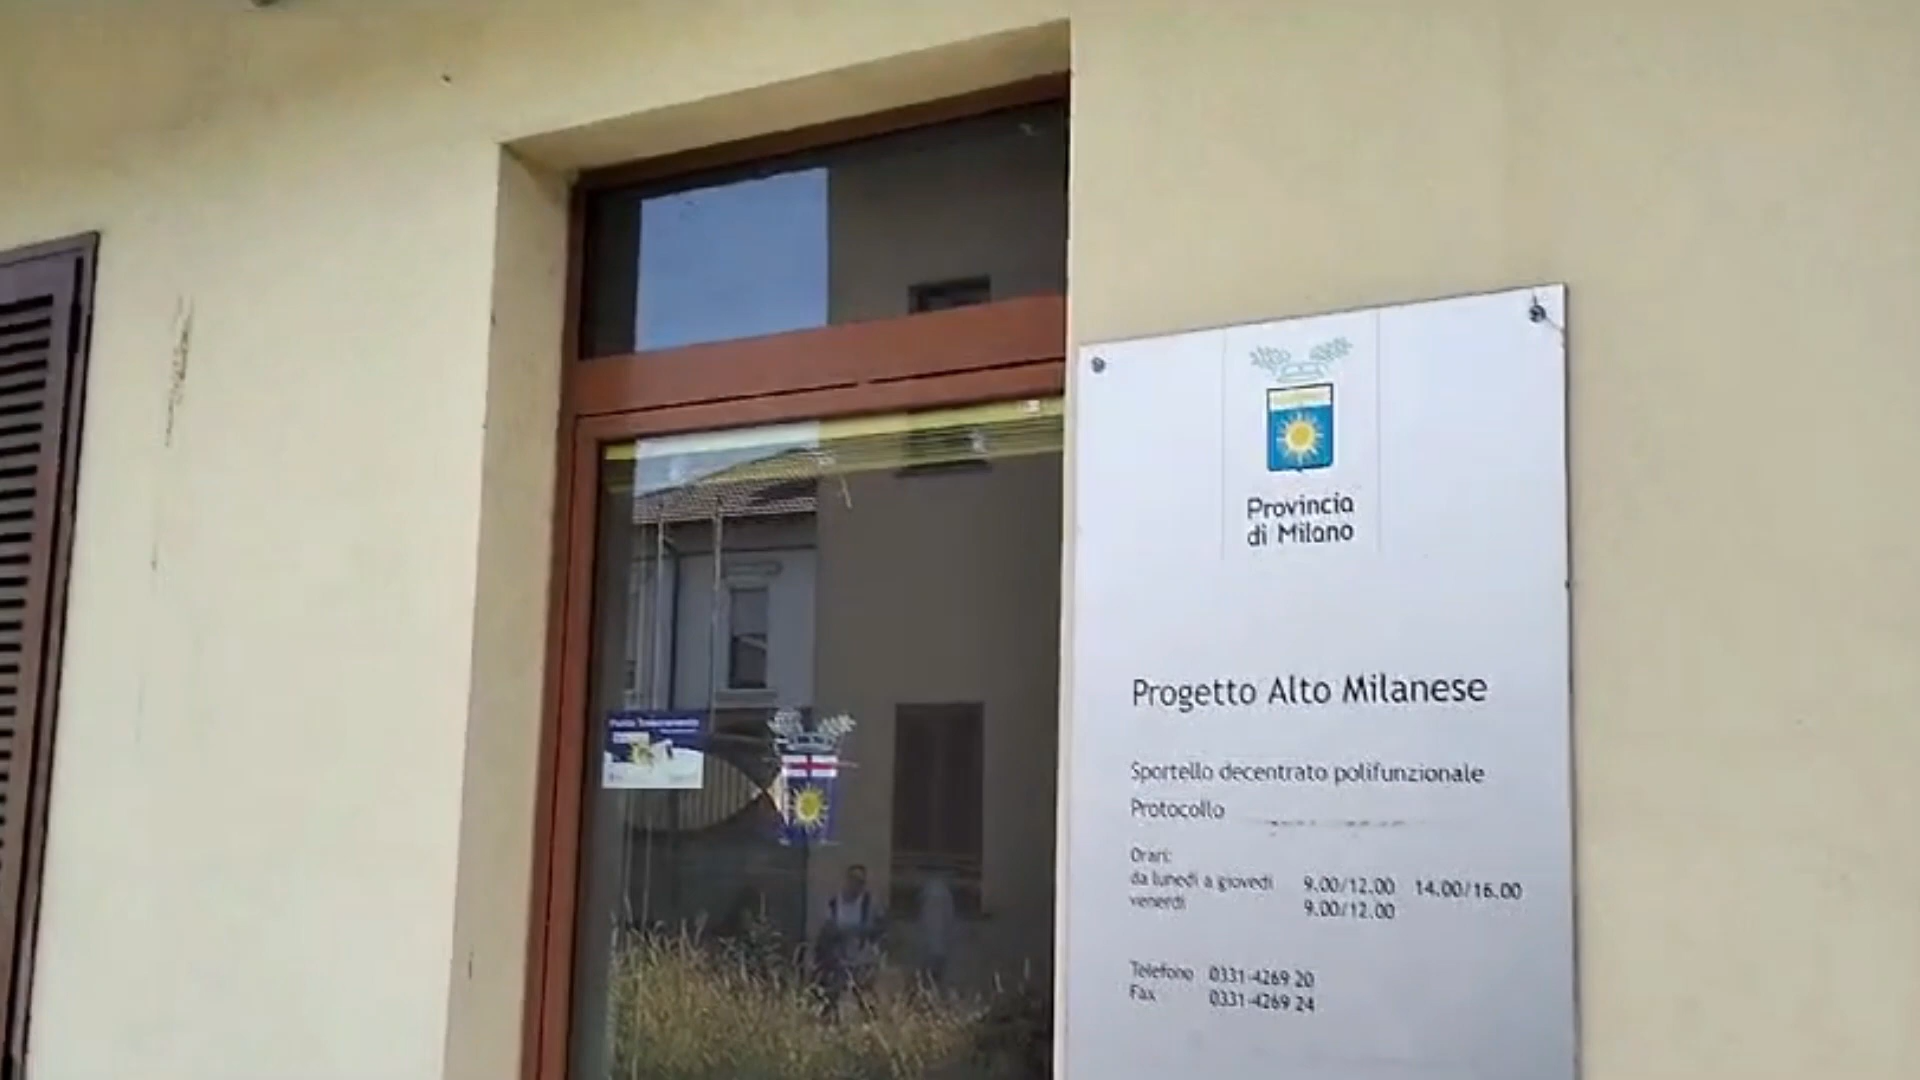 Provincia
di Milano
Progetto Alto Milanese
Sportello decentrato polifunzionale
Protocollo
Orari:
da lunedì a giovedì 9.00/12.00 14.00/16.00
venerdì 9.00/12.00
Telefono 0331-4269 20
Fax 0331-4269 24